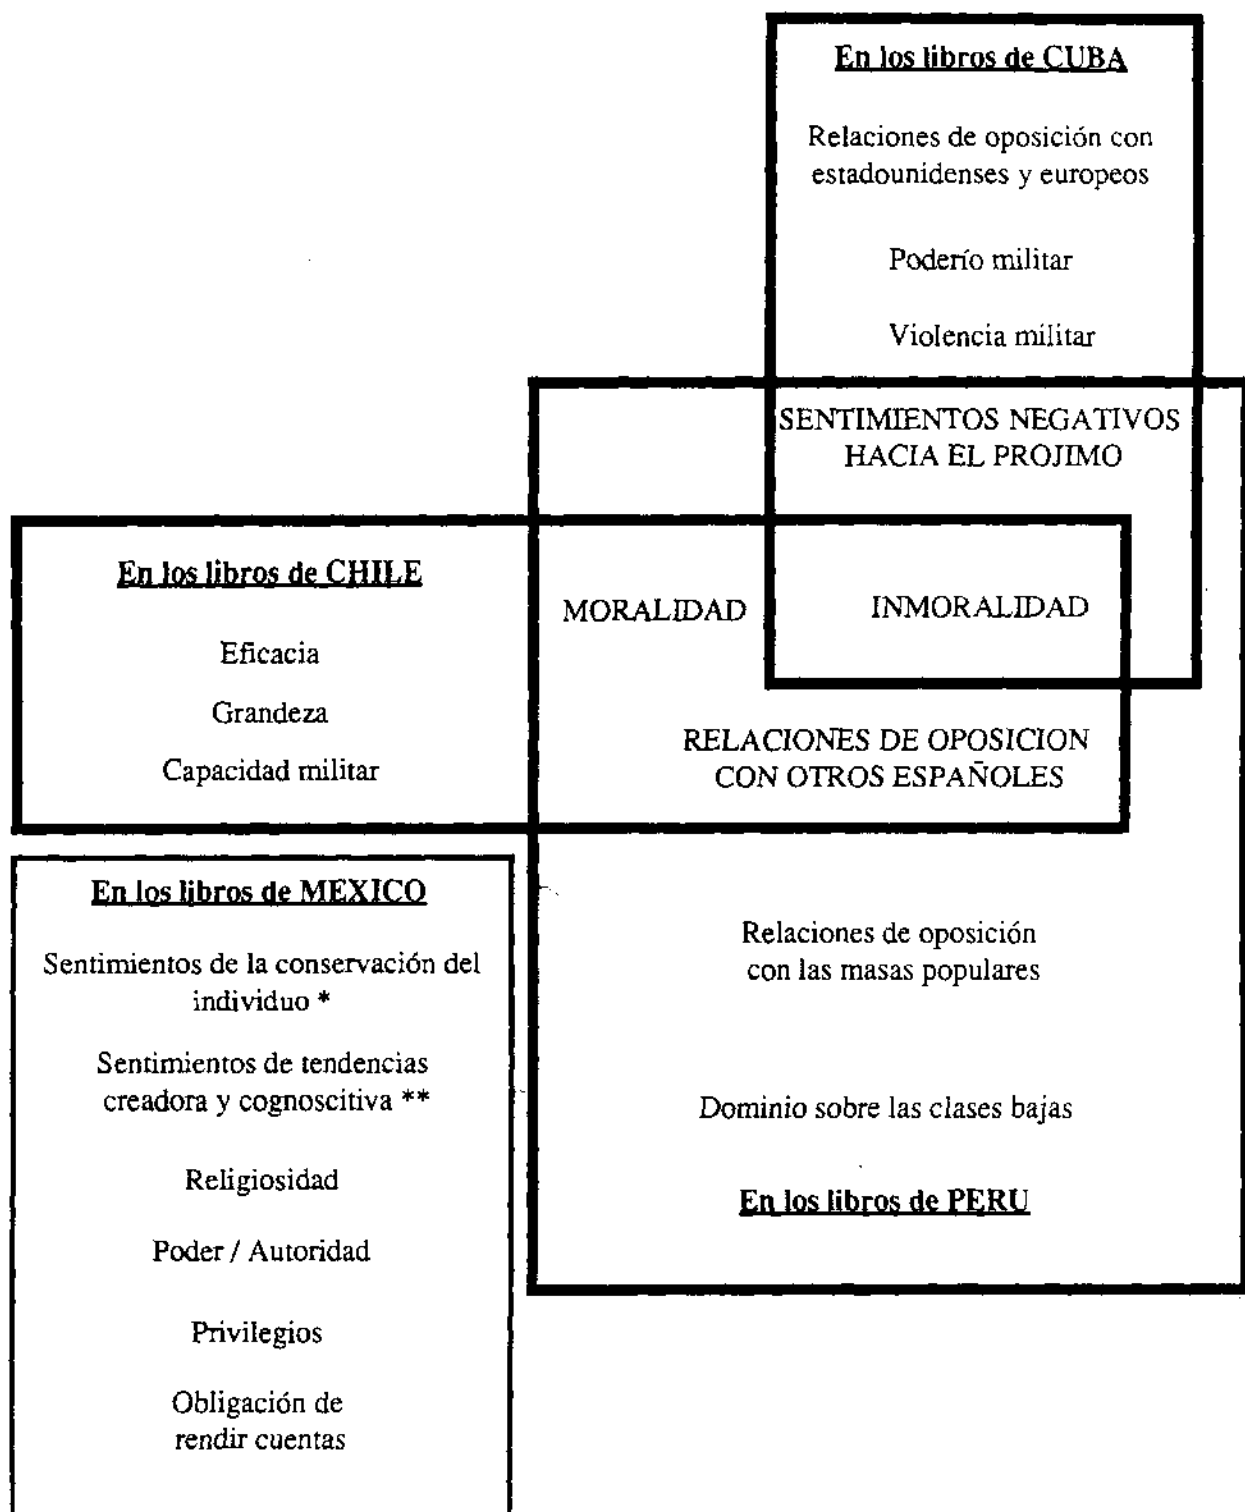 En los libros de CUBA
Relaciones de oposición con
estadounidenses y europeos
Poderío militar
Violencia militar
SENTIMIENTOS NEGATIVOS
HACIA EL PROJIMO
En los libros de CHILE
Eficacia
Grandeza
Capacidad militar
MORALIDAD
INMORALIDAD
RELACIONES DE OPOSICION
CON OTROS ESPAÑOLES
En los libros de MEXICO
Sentimientos de la conservación del
individuo *
Sentimientos de tendencias
creadora y cognoscitiva **
Religiosidad
Poder / Autoridad
Privilegios
Obligación de
rendir cuentas
Relaciones de oposición
con las masas populares
Dominio sobre las clases bajas
En los libros de PERU